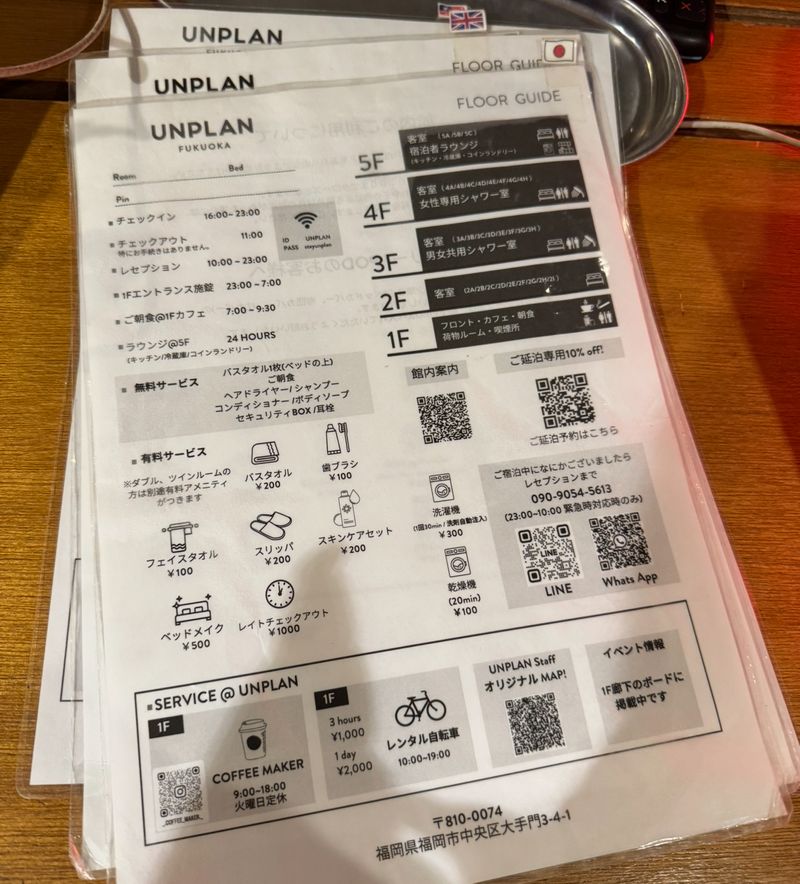 UNPLAN
UNPLAN
FLOOR GUI
UNPLAN
FUKUOKA
FLOOR GUIDE
Room
Bed
Pin
チェックイン 16:00~23:00
チェックアウト 11:00
特にお手続きはありません。
レセプション 10:00~23:00
1Fエントランス施錠 23:00~7:00
ご朝食@1Fカフェ 7:00~9:30
ラウンジ@5F 24 HOURS
(キッチン/冷蔵庫/コインランドリー)
ID UNPLAN
PASS stayunplan
5F
客室 (5A/5B/5C)
宿泊者ラウンジ
(キッチン・冷蔵庫・コインランドリー)
4F
客室 (4A/4B/4C/4D/4E/4F/4G/4H)
女性専用シャワー室
3F
客室 (3A/3B/3C/2D/3E/3F/3G/3H)
男女共用シャワー室
2F
客室 (2A/2B/2C/2D/2E/2F/2G/2H/2I)
1F
フロント・カフェ・朝食
荷物ルーム・喫煙所
無料サービス
バスタオル1枚(ベッドの上)
ご朝食
ヘアドライヤー/シャンプー
コンディショナー/ボディソープ
セキュリティBOX/耳栓
館内案内
ご延泊専用10% off!
ご延泊予約はこちら
有料サービス
※ダブル、ツインルームの
方は別途有料アメニティ
がつきます
バスタオル
¥200
歯ブラシ
¥100
フェイスタオル
¥100
スリッパ
¥200
スキンケアセット
¥200
ベッドメイク
¥500
レイトチェックアウト
¥1000
洗濯機
(1回30min / 洗剤自動注入)
¥300
乾燥機
(20min)
¥100
ご宿泊中になにかございましたら
レセプションまで
090-9054-5613
(23:00~10:00 緊急時対応時のみ)
LINE
LINE
Whats App
SERVICE @ UNPLAN
1F
COFFEE MAKER
9:00~18:00
火曜日定休
_COFFEE_MAKER_
1F
3 hours
¥1,000
1 day
¥2,000
レンタル自転車
10:00~19:00
UNPLAN Staff
オリジナル MAP!
イベント情報
1F廊下のボードに
掲載中です
〒810-0074
福岡県福岡市中央区大手門3-4-1